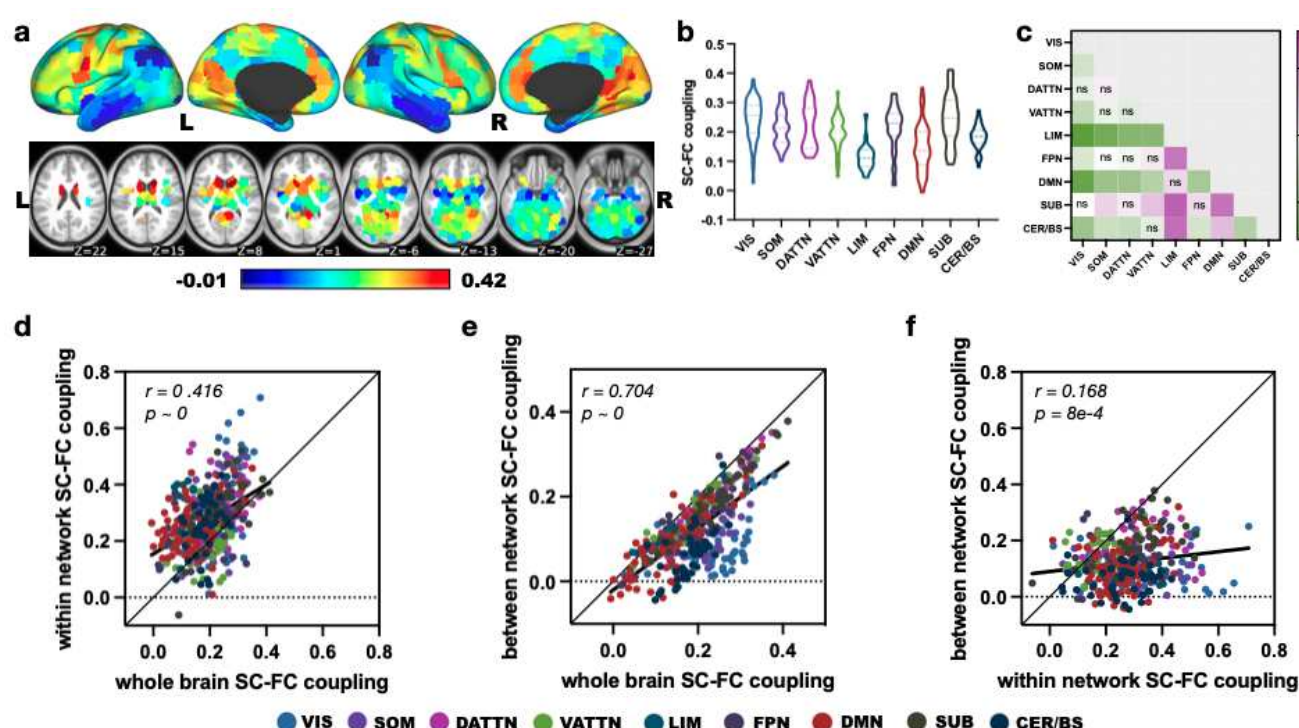 a
L
R
L
R
Z=22
Z=15
Z=8
Z=1
Z=-6
Z=-13
Z=-20
Z=-27
-0.01
0.42
b
SC-FC coupling
0.5
0.4
0.3
0.2
0.1
0.0
-0.1
VIS
SOM
DATTN
VATTN
LIM
FPN
DMN
SUB
CER/BS
c
VIS
SOM
DATTN ns ns
VATTN ns ns
LIM
FPN ns ns ns
DMN ns
SUB ns ns ns
CER/BS ns
VIS
SOM
DATTN
VATTN
LIM
FPN
DMN
SUB
CER/BS
d
within network SC-FC coupling
0.8
0.6
0.4
0.2
0.0
r = 0 .416
p ~ 0
0.0 0.2 0.4 0.6 0.8
whole brain SC-FC coupling
e
between network SC-FC coupling
0.4
0.2
0.0
r = 0.704
p ~ 0
0.0 0.2 0.4
whole brain SC-FC coupling
f
between network SC-FC coupling
0.8
0.6
0.4
0.2
0.0
r = 0.168
p = 8e-4
0.0 0.2 0.4 0.6 0.8
within network SC-FC coupling
VIS SOM DATTN VATTN LIM FPN DMN SUB CER/BS